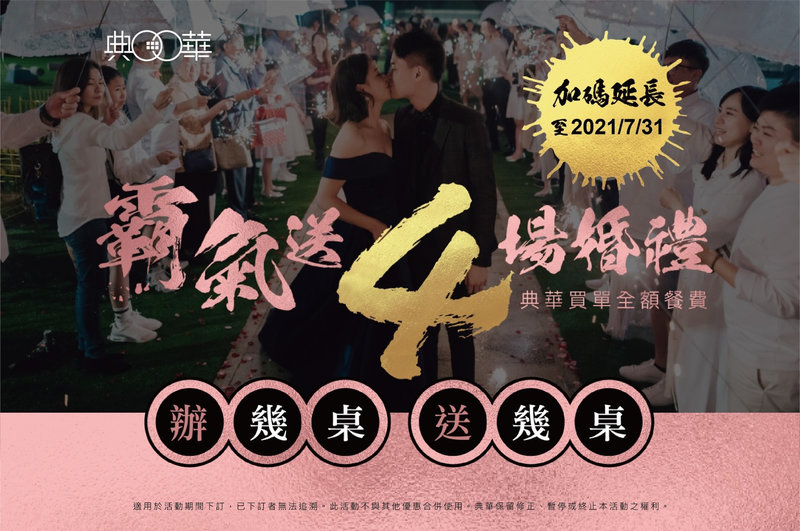 典華
加碼延長
至2021/7/31
霸氣送4場婚禮
典華買單全額餐費
辦幾桌 送幾桌
適用於活動期間下訂，已下訂者無法追溯。此活動不與其他優惠合併使用。典華保留修正、暫停或終止本活動之權利。